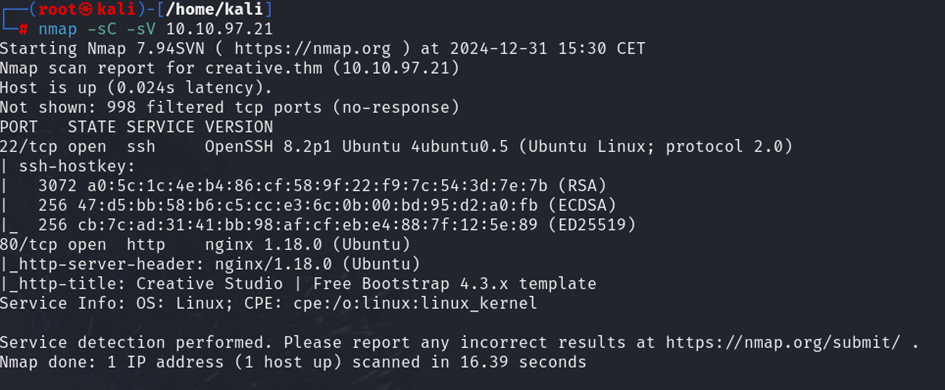 ┌──(root㉿kali)-[/home/kali]
└─# nmap -sC -sV 10.10.97.21
Starting Nmap 7.94SVN ( https://nmap.org ) at 2024-12-31 15:30 CET
Nmap scan report for creative.thm (10.10.97.21)
Host is up (0.024s latency).
Not shown: 998 filtered tcp ports (no-response)
PORT   STATE SERVICE VERSION
22/tcp open  ssh     OpenSSH 8.2p1 Ubuntu 4ubuntu0.5 (Ubuntu Linux; protocol 2.0)
| ssh-hostkey:
|   3072 a0:5c:1c:4e:b4:86:cf:58:9f:22:f9:7c:54:3d:7e:7b (RSA)
|   256 47:d5:bb:58:b6:c5:cc:e3:6c:0b:00:bd:95:d2:a0:fb (ECDSA)
|_  256 cb:7c:ad:31:41:bb:98:af:cf:eb:e4:88:7f:12:5e:89 (ED25519)
80/tcp open  http    nginx 1.18.0 (Ubuntu)
|_http-server-header: nginx/1.18.0 (Ubuntu)
|_http-title: Creative Studio | Free Bootstrap 4.3.x template
Service Info: OS: Linux; CPE: cpe:/o:linux:linux_kernel

Service detection performed. Please report any incorrect results at https://nmap.org/submit/ .
Nmap done: 1 IP address (1 host up) scanned in 16.39 seconds